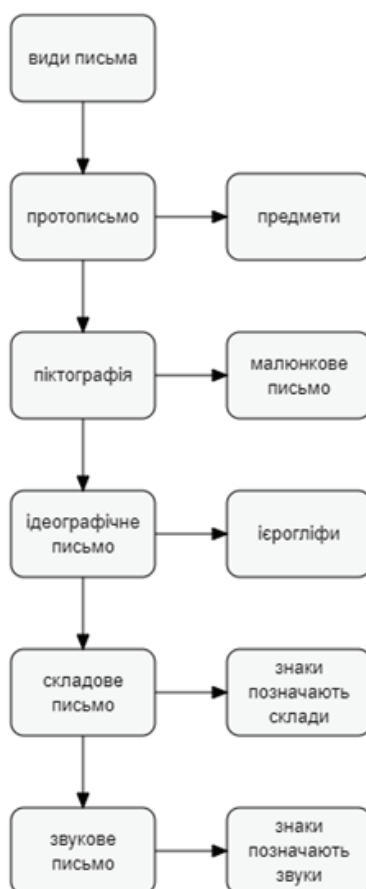 види письма
протописьмо
предмети
піктографія
малюнкове
письмо
ідеографічне
письмо
ієрогліфи
складове
письмо
знаки
позначають
склади
звукове
письмо
знаки
позначають
звуки